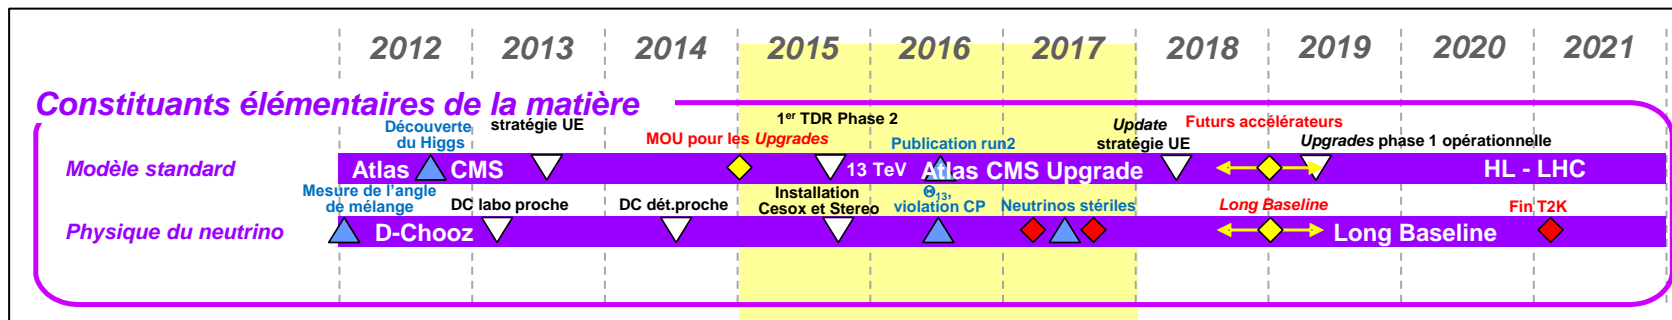 2012 2013 2014 2015 2016 2017 2018 2019 2020 2021
Constituants élémentaires de la matière
Découverte
du Higgs
stratégie UE
MOU pour les Upgrades
1er TDR Phase 2
Publication run2
Update
stratégie UE
Futurs accélérateurs
Upgrades phase 1 opérationnelle
Modèle standard
Atlas CMS 13 TeV Atlas CMS Upgrade HL - LHC
Mesure de l'angle
de mélange
DC labo proche
DC dét.proche
Installation
Cesox et Stereo
Θ13,
violation CP
Neutrinos stériles
Long Baseline
Fin T2K
Physique du neutrino
D-Chooz Long Baseline